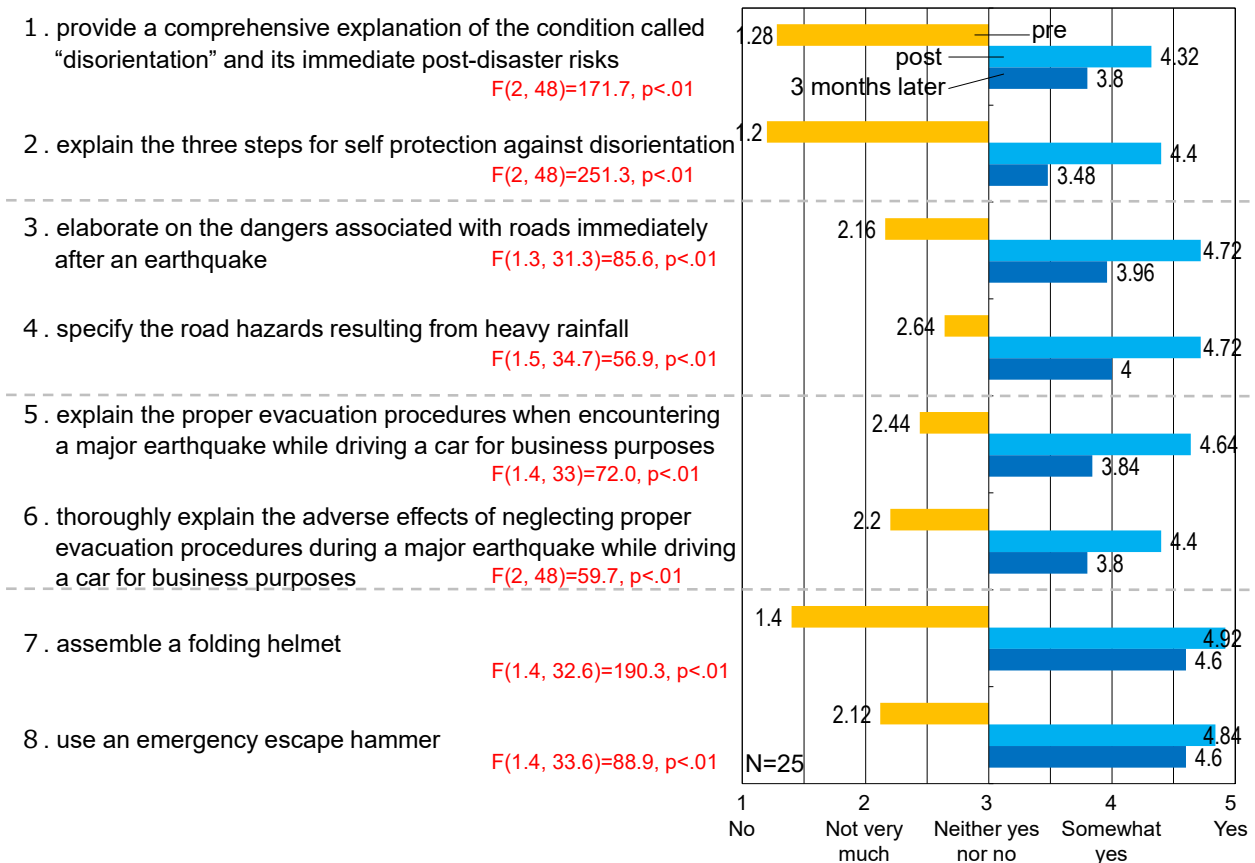 1. provide a comprehensive explanation of the condition called
“disorientation” and its immediate post-disaster risks
F(2, 48)=171.7, p<.01
1.28
pre
post
4.32
3 months later
3.8
2. explain the three steps for self protection against disorientation
F(2, 48)=251.3, p<.01
1.2
4.4
3.48
3. elaborate on the dangers associated with roads immediately
after an earthquake
F(1.3, 31.3)=85.6, p<.01
2.16
4.72
3.96
4. specify the road hazards resulting from heavy rainfall
F(1.5, 34.7)=56.9, p<.01
2.64
4.72
4
5. explain the proper evacuation procedures when encountering
a major earthquake while driving a car for business purposes
F(1.4, 33)=72.0, p<.01
2.44
4.64
3.84
6. thoroughly explain the adverse effects of neglecting proper
evacuation procedures during a major earthquake while driving
a car for business purposes
F(2, 48)=59.7, p<.01
2.2
4.4
3.8
7. assemble a folding helmet
F(1.4, 32.6)=190.3, p<.01
1.4
4.92
4.6
8. use an emergency escape hammer
F(1.4, 33.6)=88.9, p<.01
2.12
4.84
4.6
N=25
1 2 3 4 5
No Not very much Neither yes nor no Somewhat yes Yes